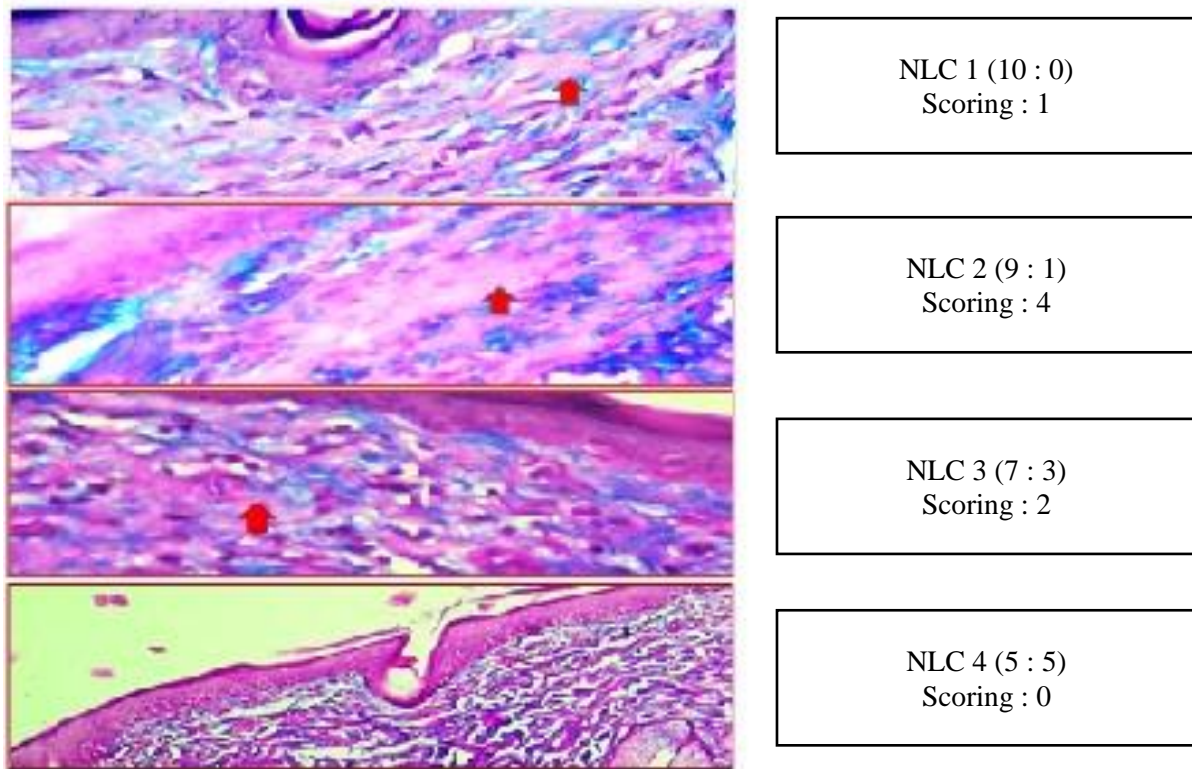 NLC 1 (10 : 0)
Scoring : 1
NLC 2 (9 : 1)
Scoring : 4
NLC 3 (7 : 3)
Scoring : 2
NLC 4 (5 : 5)
Scoring : 0